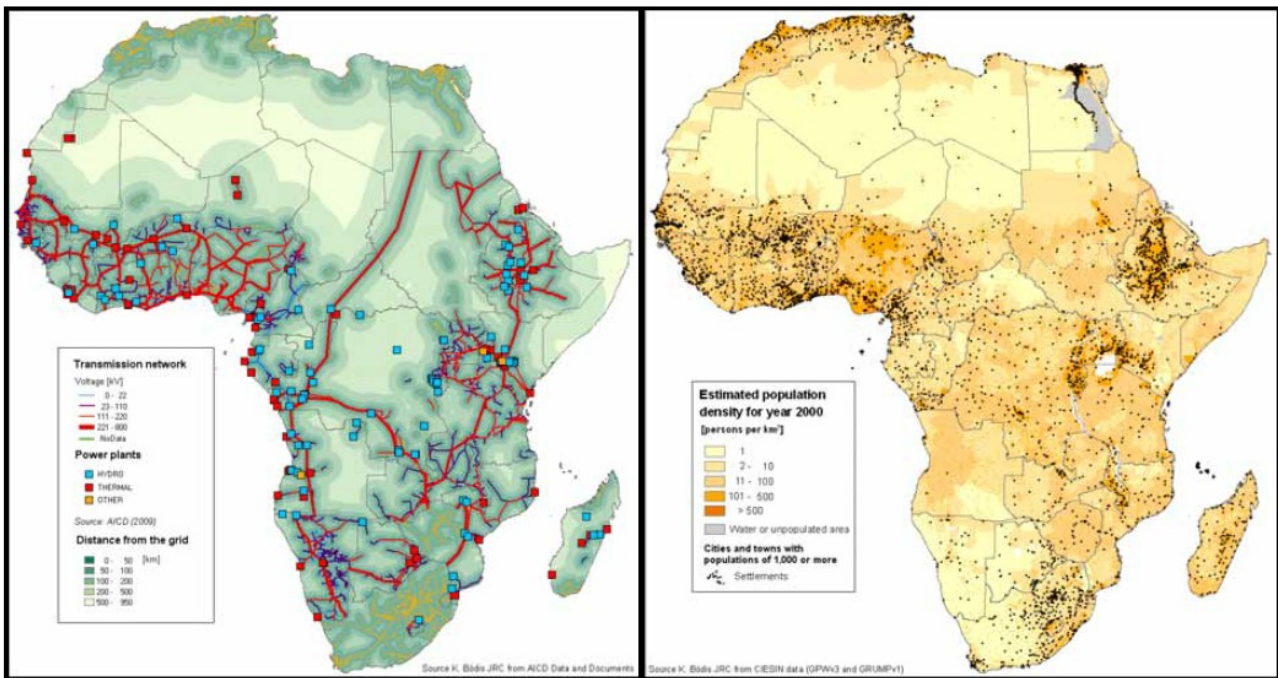 Transmission network
Voltage [kV]
0 - 22
23 - 110
111 - 220
221 - 800
NoData
Power plants
HYDRO
THERMAL
OTHER
Source: AICD (2009)
Distance from the grid
0 - 50 [km]
50 - 100
100 - 200
200 - 500
500 - 950
Source K. Bódis JRC from AICD Data and Documents
Estimated population
density for year 2000
[persons per km²]
1
2 - 10
11 - 100
101 - 500
> 500
Water or unpopulated area
Cities and towns with
populations of 1,000 or more
Settlements
Source K. Bódis JRC from CIESIN data (GPWv3 and GRUMPv1)